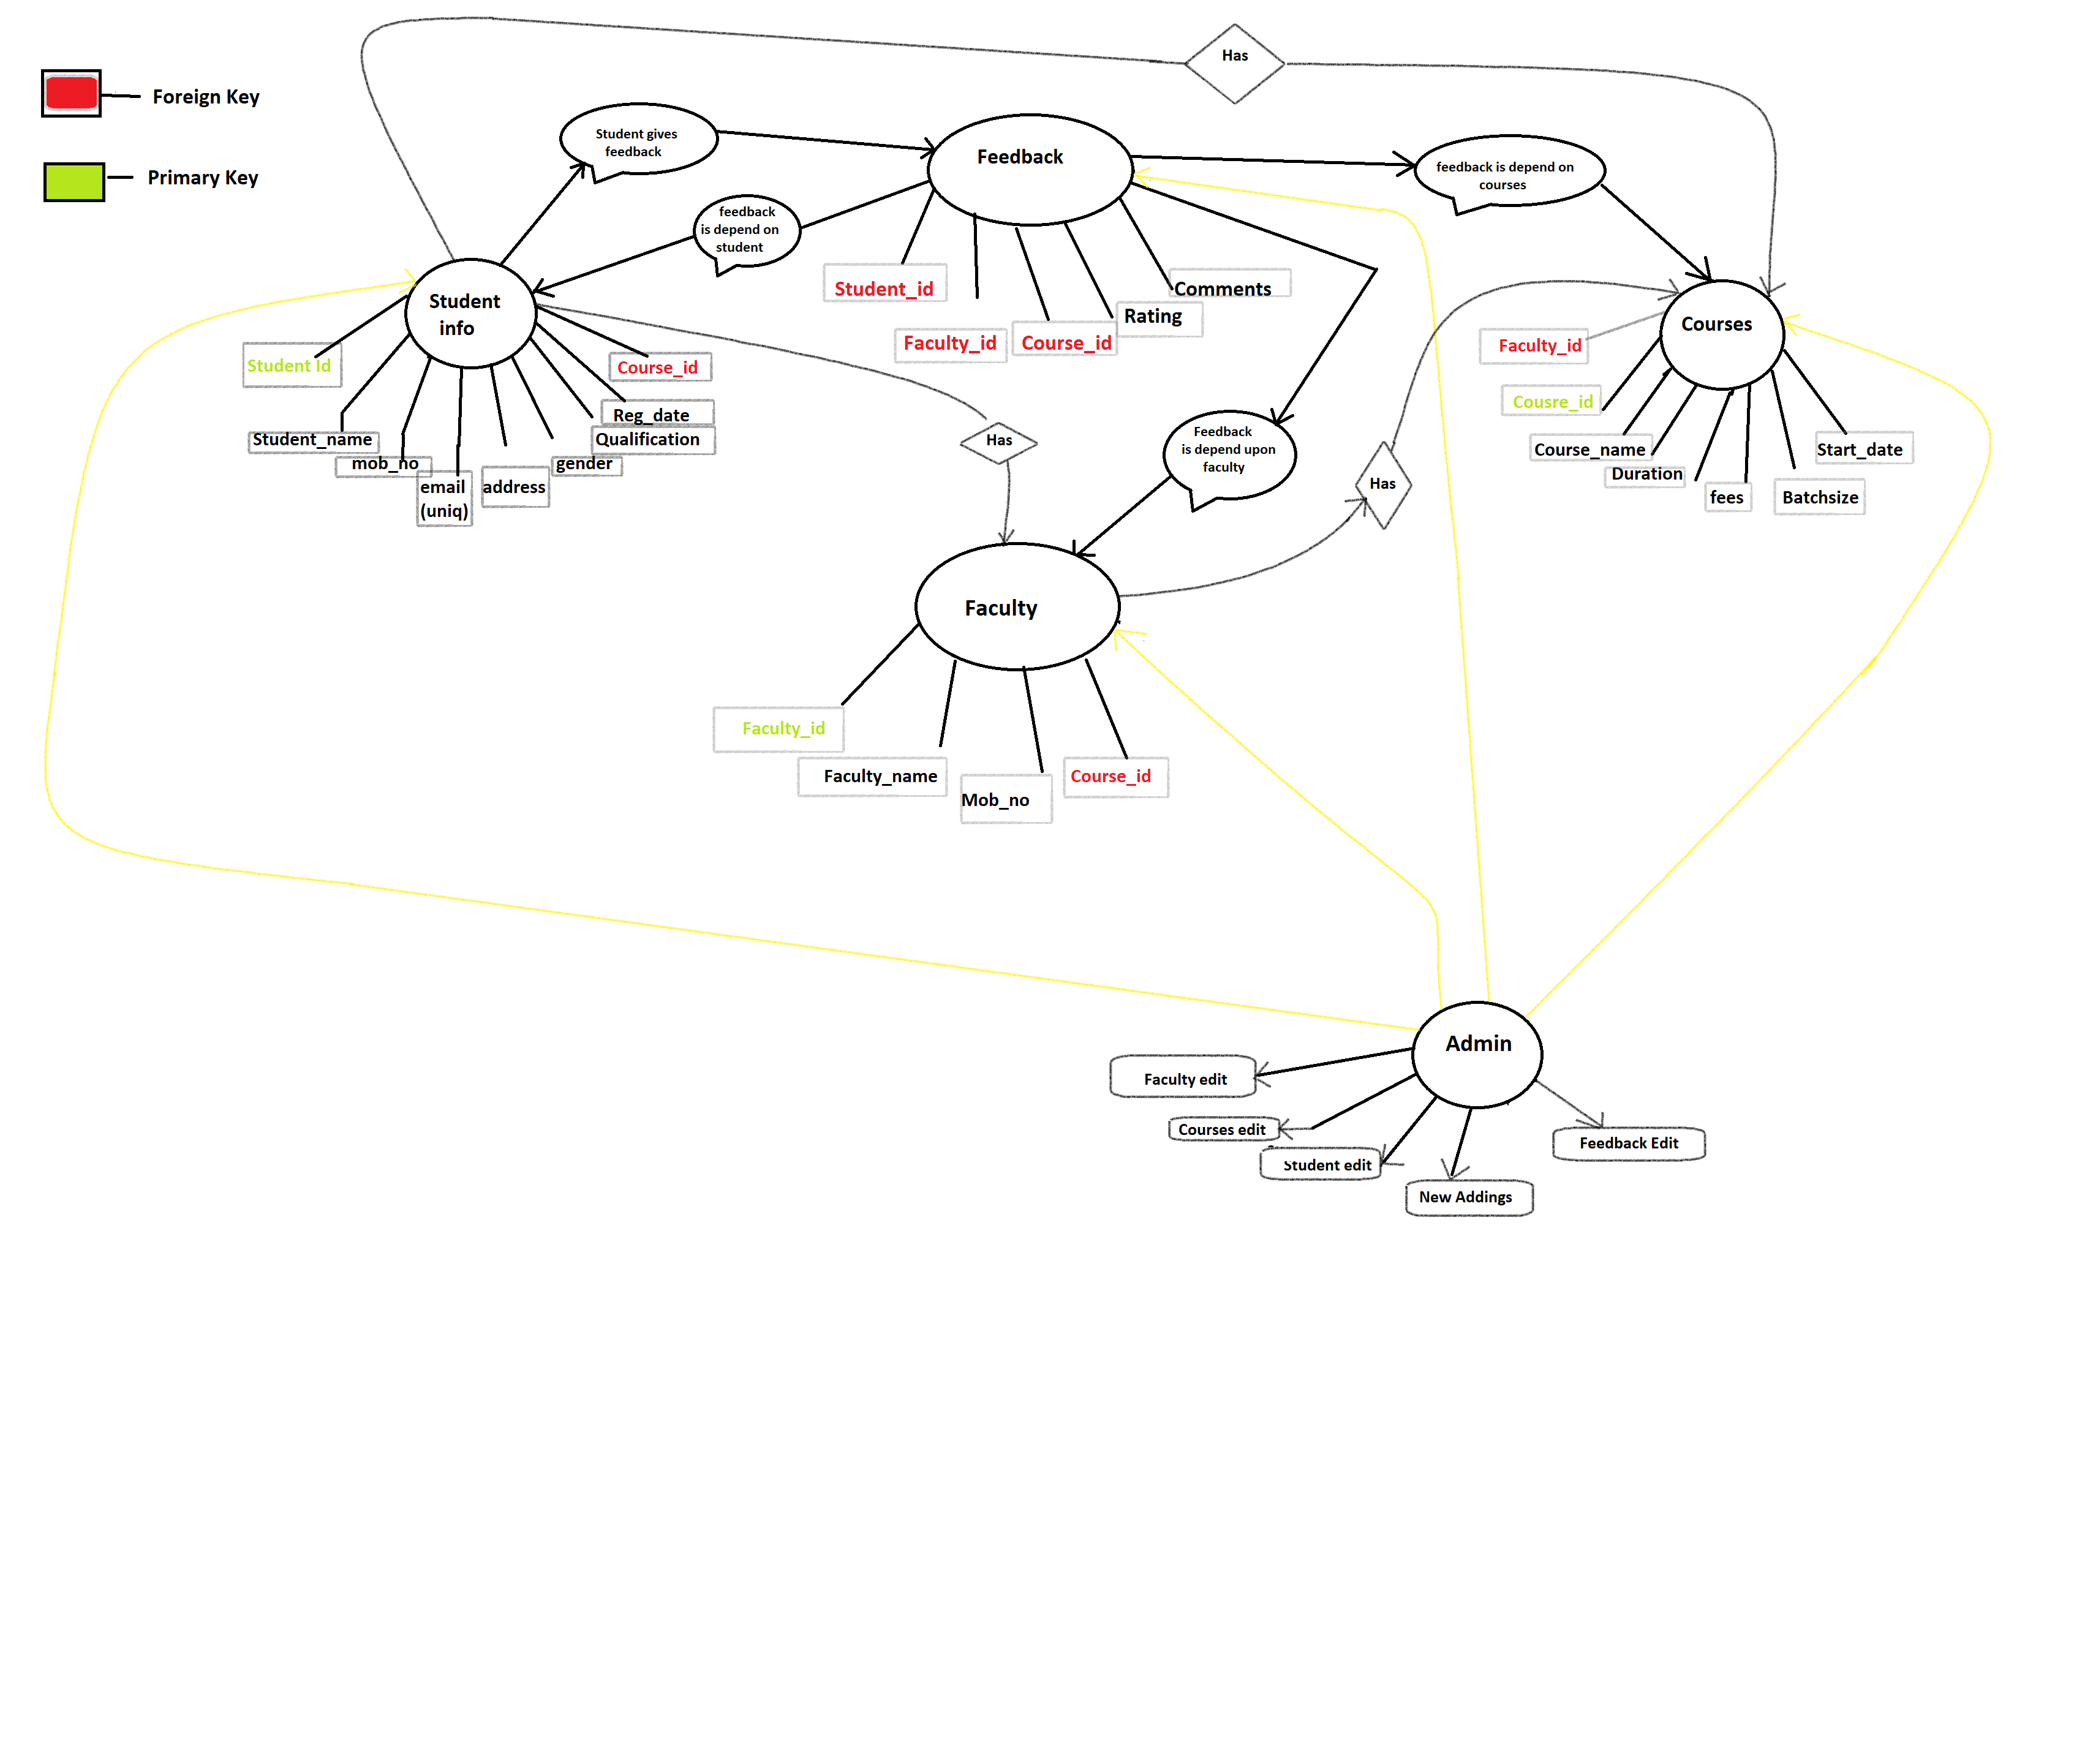 Has
Foreign Key
Primary Key
Student gives
feedback
Feedback
feedback is depend on
courses
feedback
is depend on
student
Student_id
Comments
Rating
Faculty_id
Course_id
Student
info
Student Id
Course_id
Reg_date
Student_name
Qualification
mob_no
gender
email
(uniq)
address
Has
Feedback
is depend upon
faculty
Has
Courses
Faculty_id
Cousre_id
Course_name
Start_date
Duration
fees
Batchsize
Faculty
Faculty_id
Faculty_name
Mob_no
Course_id
Admin
Faculty edit
Courses edit
Student edit
New Addings
Feedback Edit